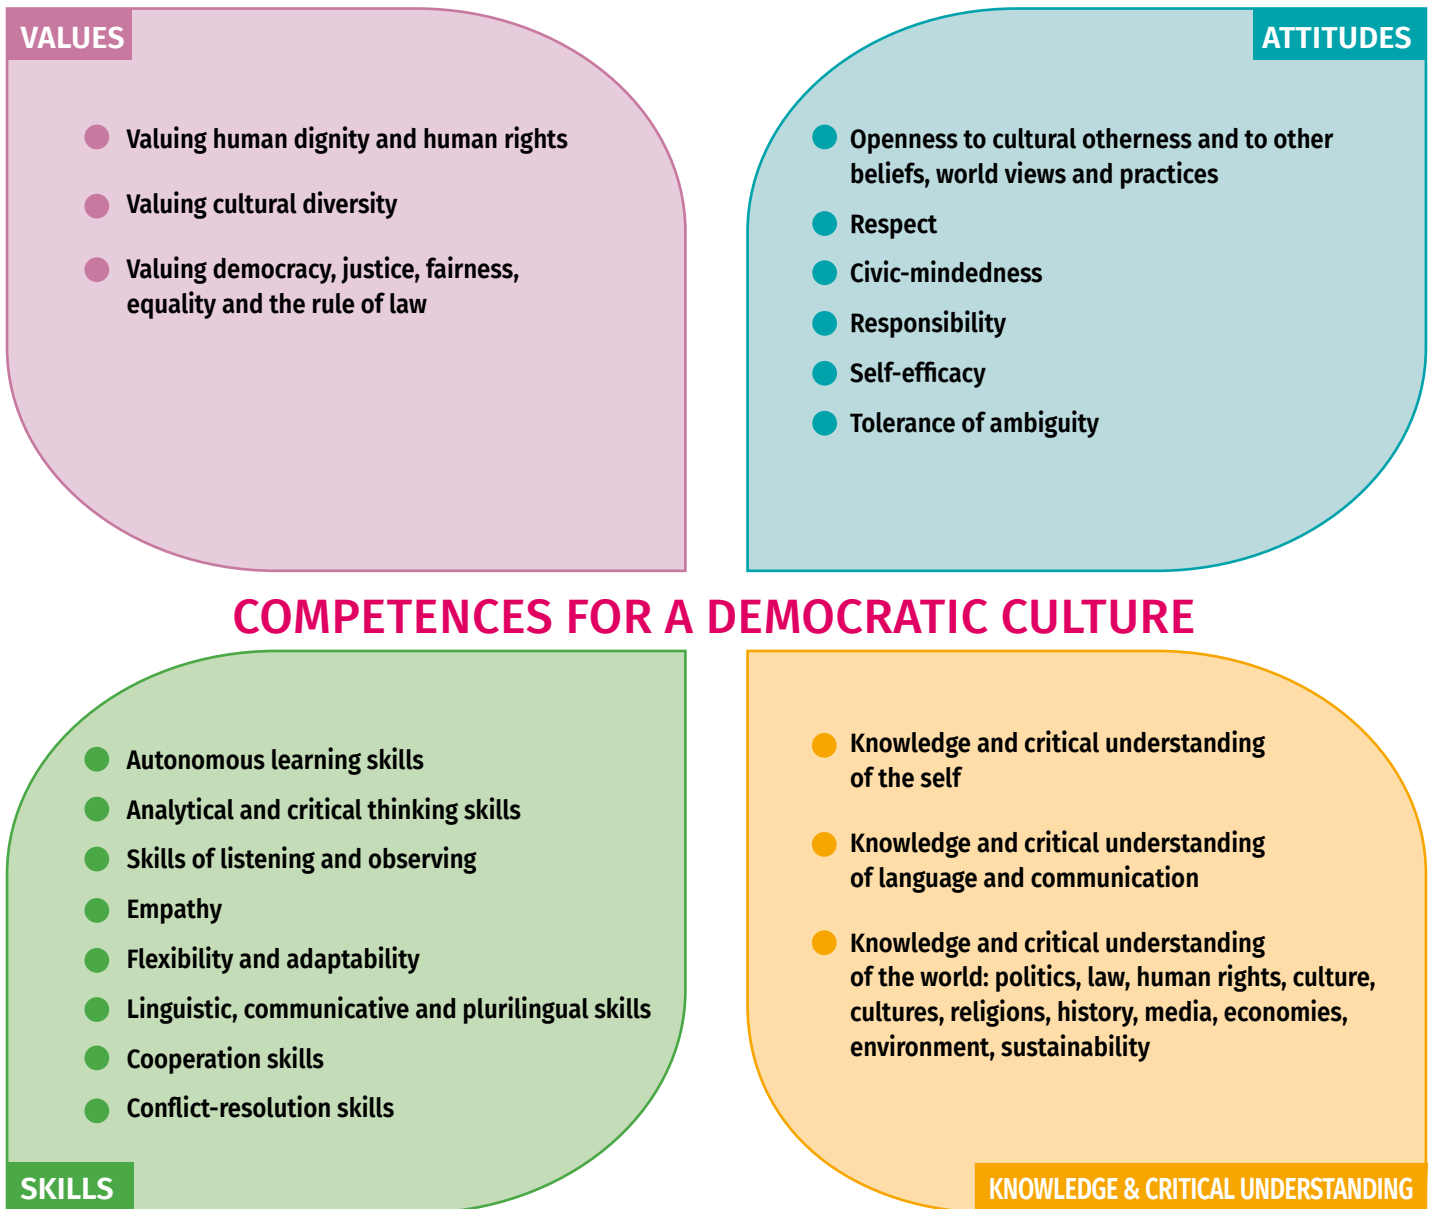 VALUES
Valuing human dignity and human rights
Valuing cultural diversity
Valuing democracy, justice, fairness,
equality and the rule of law
ATTITUDES
Openness to cultural otherness and to other
beliefs, world views and practices
Respect
Civic-mindedness
Responsibility
Self-efficacy
Tolerance of ambiguity
COMPETENCES FOR A DEMOCRATIC CULTURE
Autonomous learning skills
Analytical and critical thinking skills
Skills of listening and observing
Empathy
Flexibility and adaptability
Linguistic, communicative and plurilingual skills
Cooperation skills
Conflict-resolution skills
SKILLS
Knowledge and critical understanding
of the self
Knowledge and critical understanding
of language and communication
Knowledge and critical understanding
of the world: politics, law, human rights, culture,
cultures, religions, history, media, economies,
environment, sustainability
KNOWLEDGE & CRITICAL UNDERSTANDING